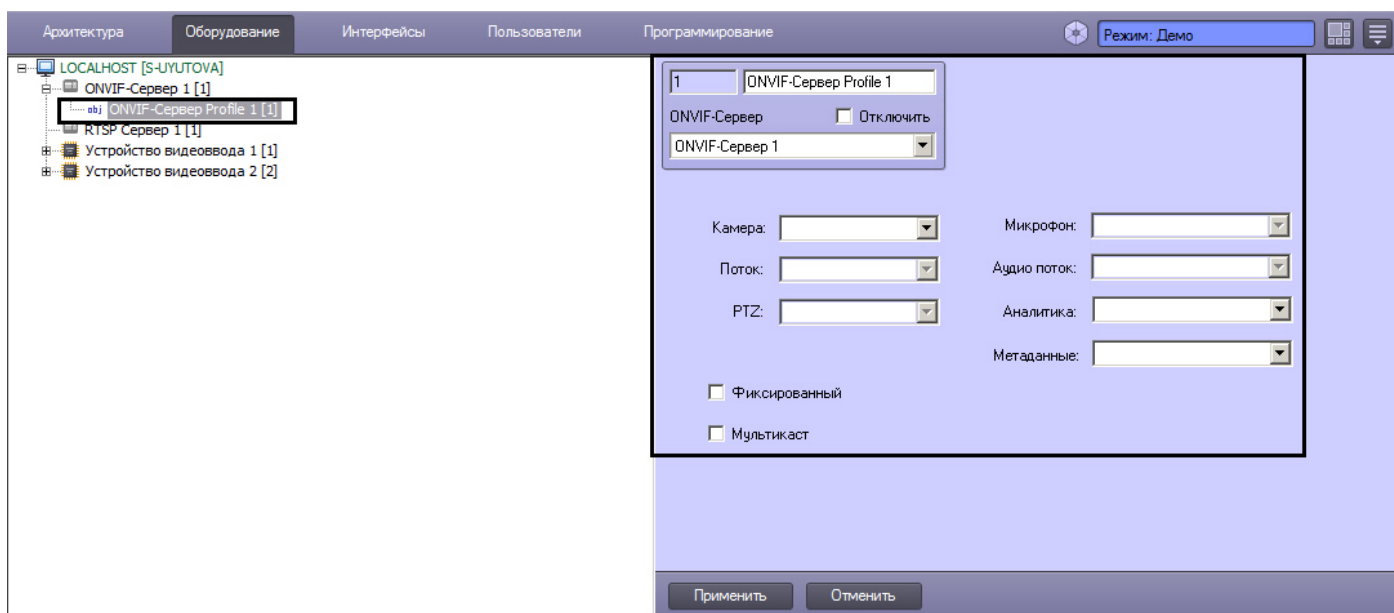 Архитектура Оборудование Интерфейсы Пользователи Программирование Режим: Демо
LOCALHOST [S-UYUTOVA]
ONVIF-Сервер 1 [1]
obj ONVIF-Сервер Profile 1 [1]
RTSP Сервер 1 [1]
Устройство видеоввода 1 [1]
Устройство видеоввода 2 [2]
1 ONVIF-Сервер Profile 1
ONVIF-Сервер Отключить
ONVIF-Сервер 1
Камера: Микрофон:
Поток: Аудио поток:
PTZ: Аналитика:
Метаданные:
Фиксированный
Мультикаст
Применить Отменить